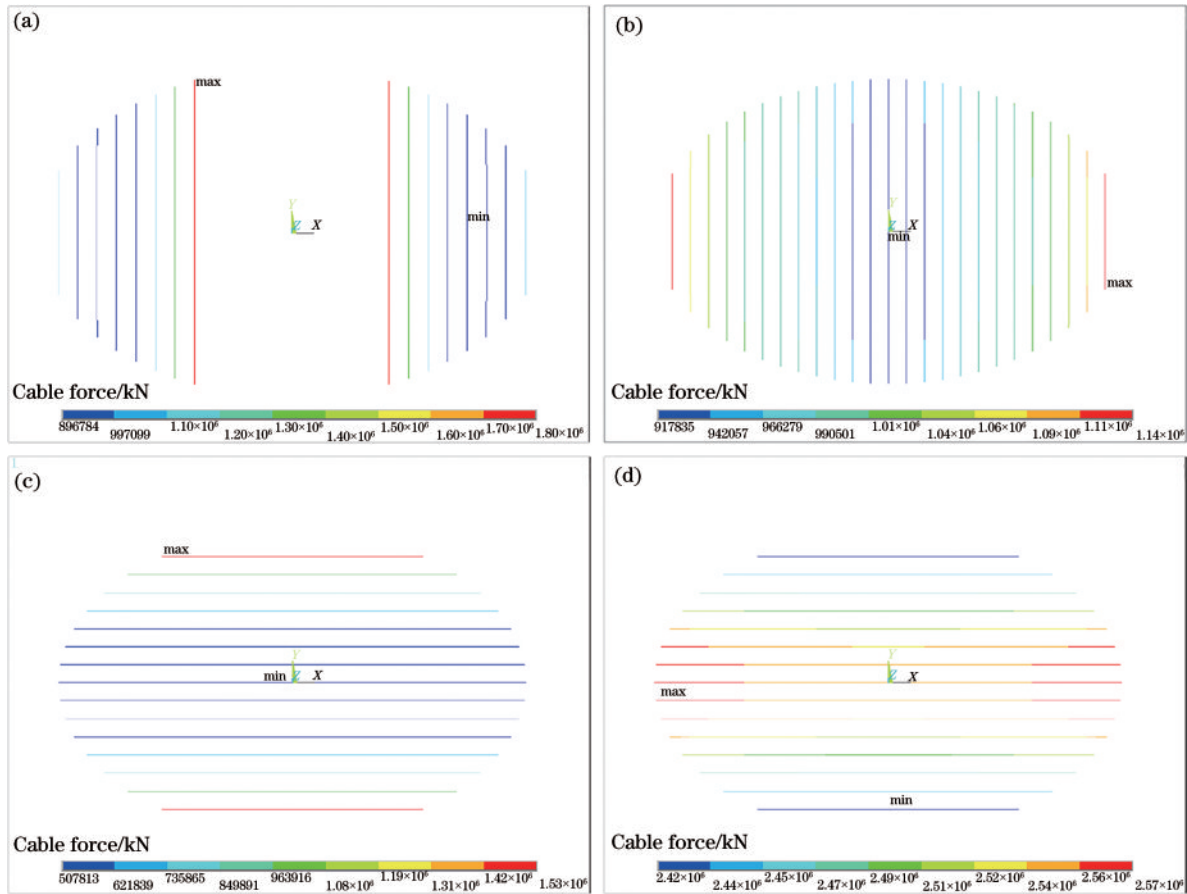 (a)
max
Y
Z X
min
Cable force/kN
896784 1.10×10⁶ 1.30×10⁶ 1.50×10⁶ 1.70×10⁶
997099 1.20×10⁶ 1.40×10⁶ 1.60×10⁶ 1.80×10⁶
(b)
Y
Z X
min
max
Cable force/kN
917835 966279 1.01×10⁶ 1.06×10⁶ 1.11×10⁶
942057 990501 1.04×10⁶ 1.09×10⁶ 1.14×10⁶
(c)
max
Y
min Z X
Cable force/kN
507813 735865 963916 1.19×10⁶ 1.42×10⁶
621839 849891 1.08×10⁶ 1.31×10⁶ 1.53×10⁶
(d)
Y
Z X
max
min
Cable force/kN
2.42×10⁶ 2.45×10⁶ 2.49×10⁶ 2.52×10⁶ 2.56×10⁶
2.44×10⁶ 2.47×10⁶ 2.51×10⁶ 2.54×10⁶ 2.57×10⁶